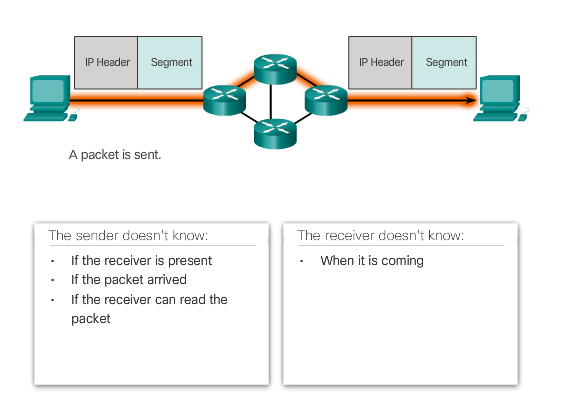 IP Header Segment IP Header Segment
A packet is sent.
The sender doesn't know:
• If the receiver is present
• If the packet arrived
• If the receiver can read the
packet
The receiver doesn't know:
• When it is coming